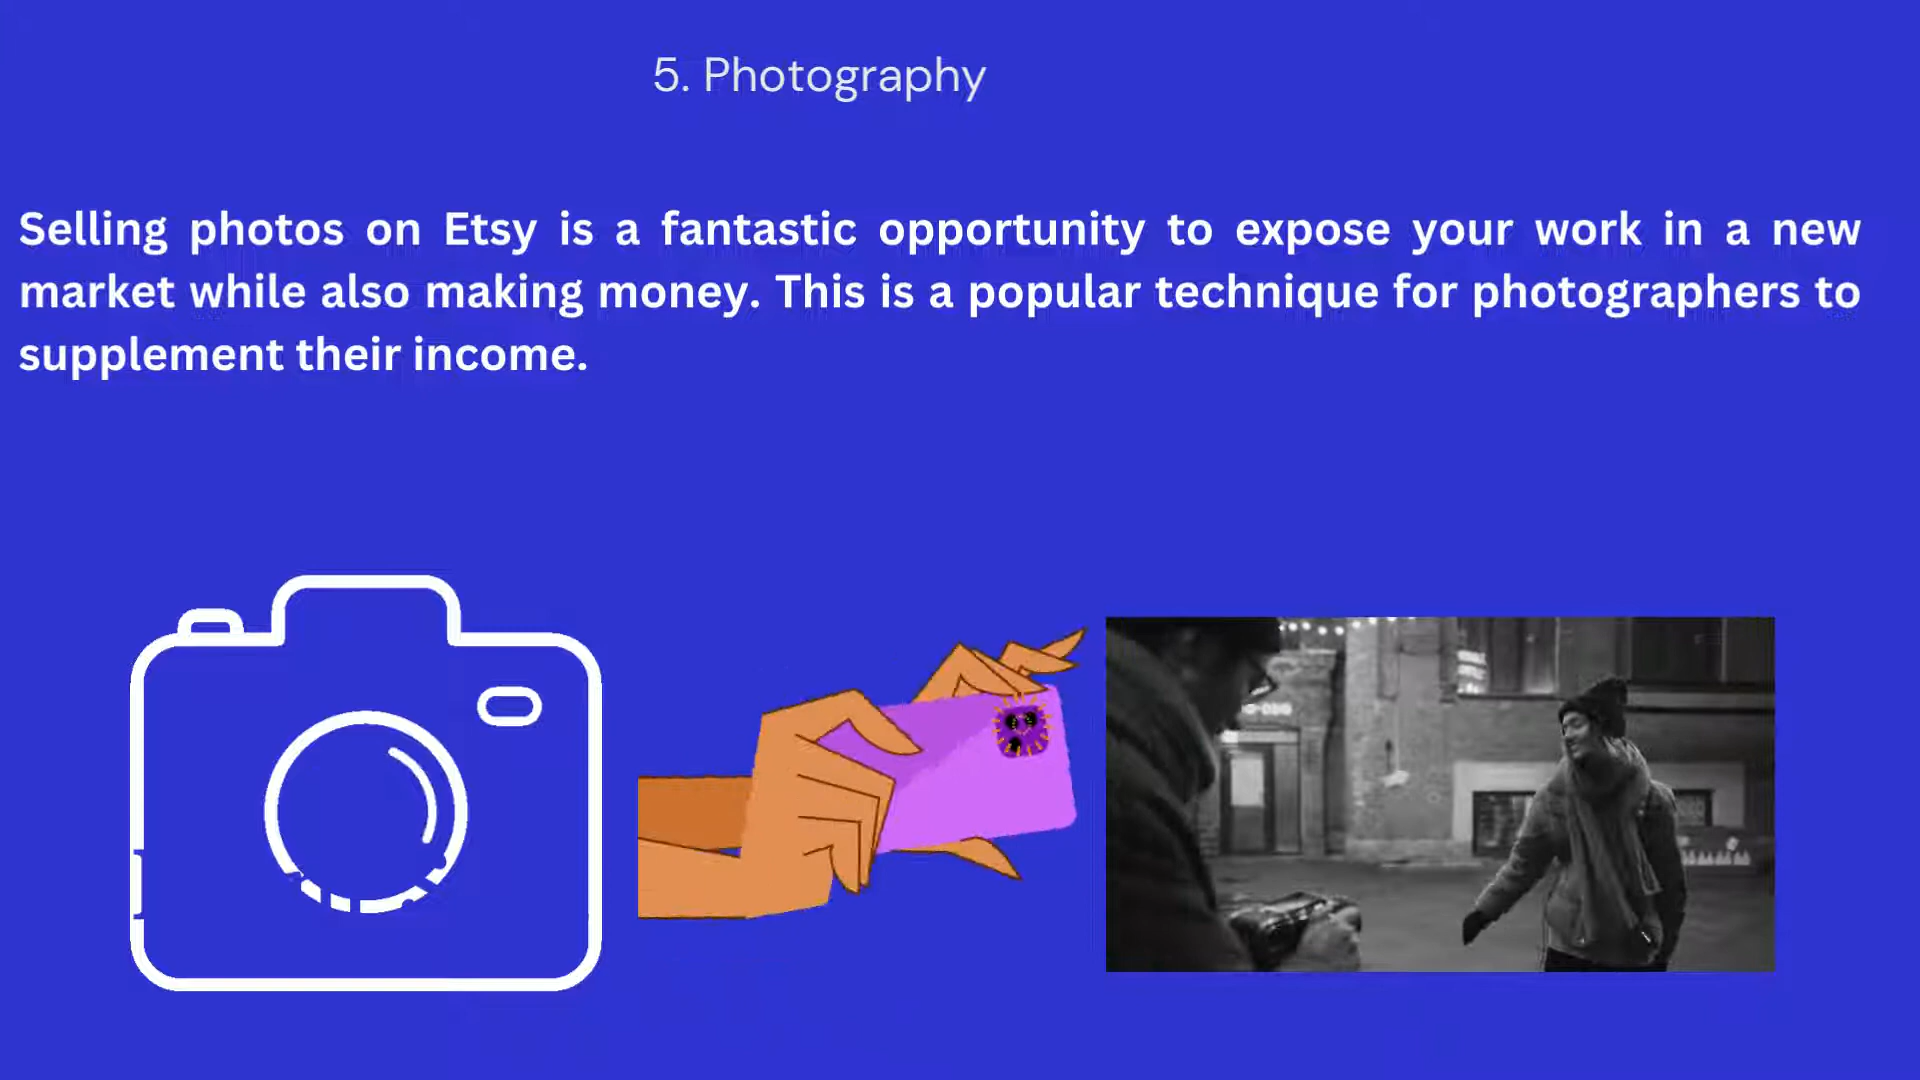 5. Photography
Selling photos on Etsy is a fantastic opportunity to expose your work in a new
market while also making money. This is a popular technique for photographers to
supplement their income.